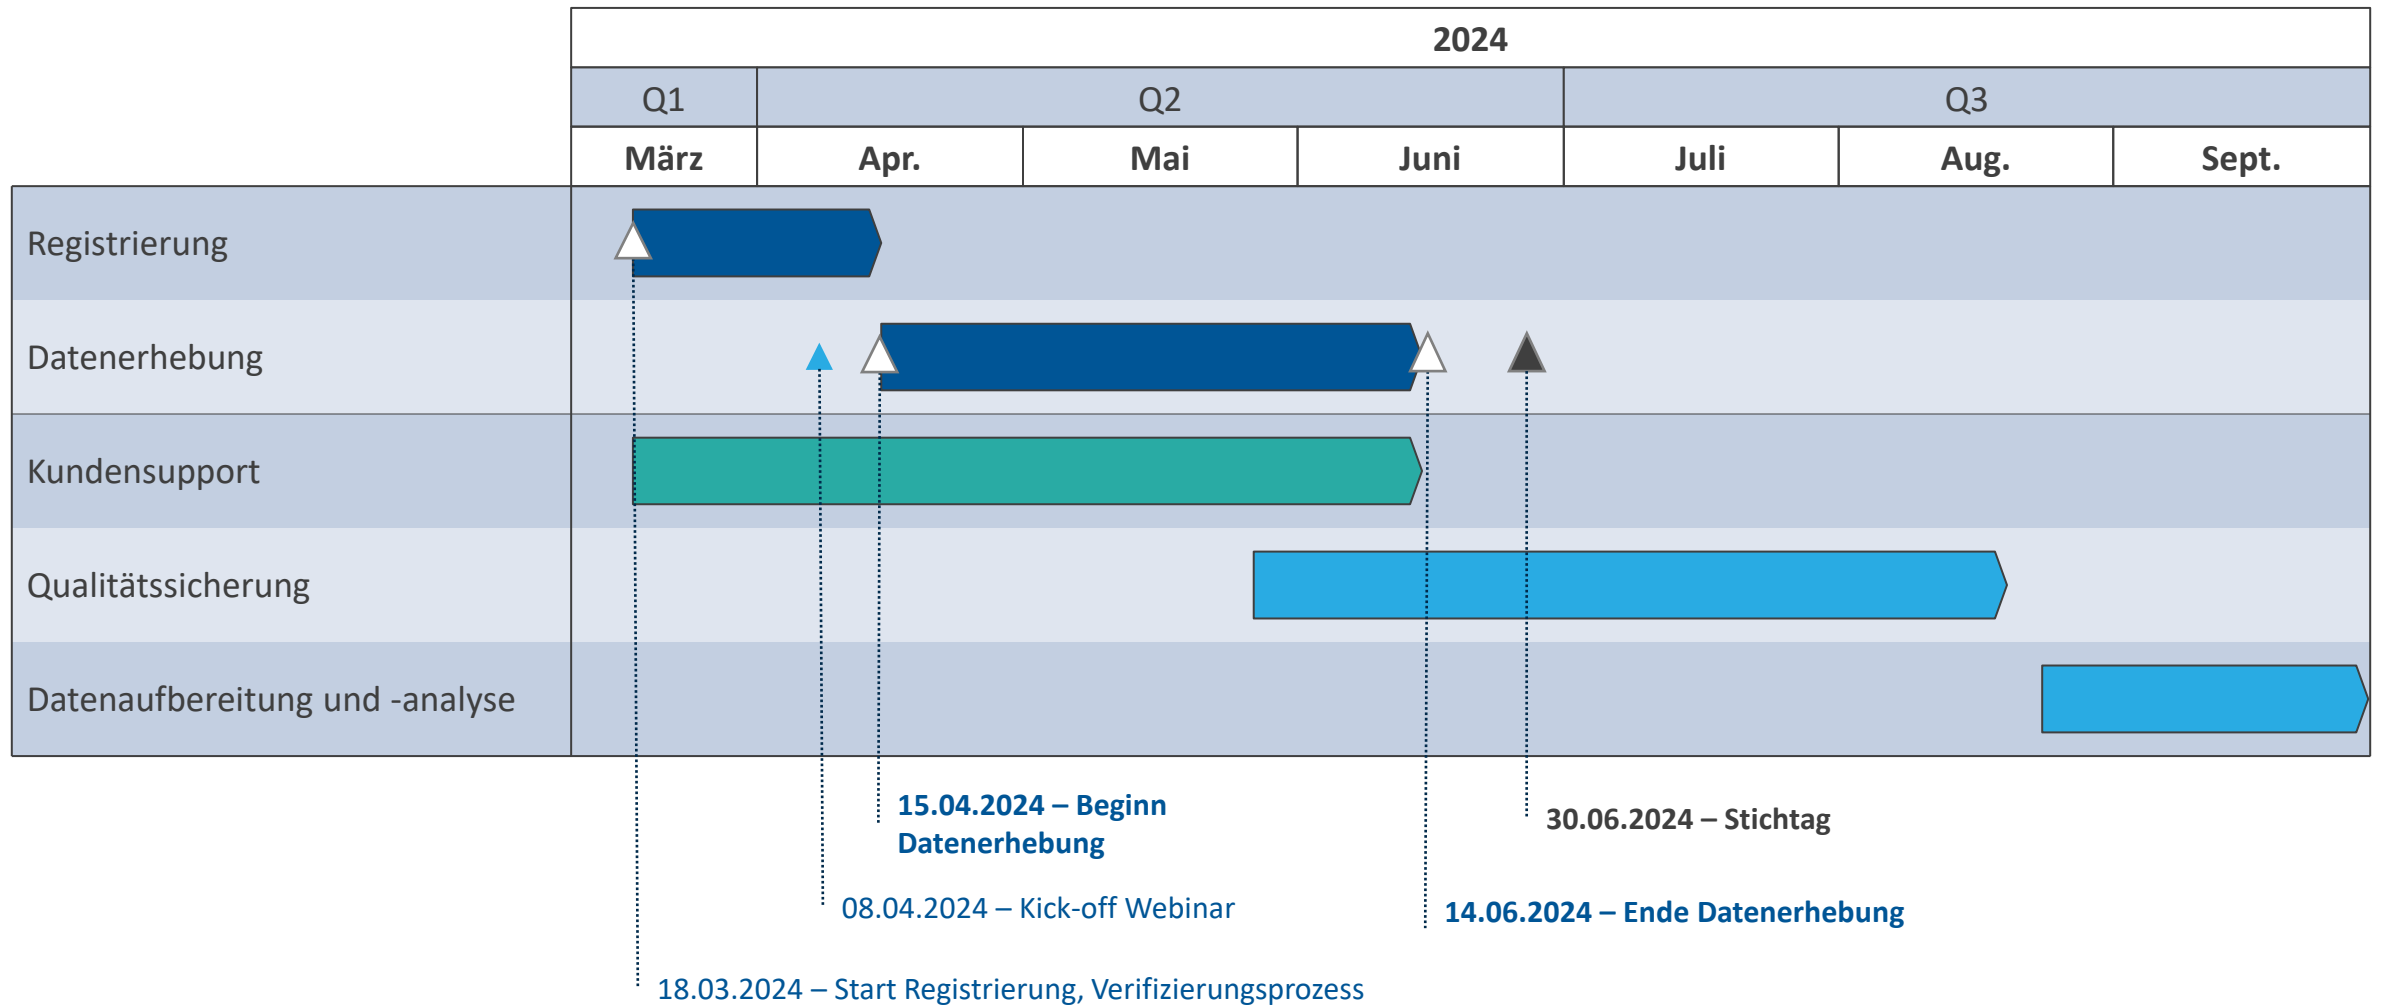 2024
Q1 Q2 Q3
März Apr. Mai Juni Juli Aug. Sept.
Registrierung
Datenerhebung
Kundensupport
Qualitätssicherung
Datenaufbereitung und -analyse
15.04.2024 – Beginn
Datenerhebung
30.06.2024 – Stichtag
08.04.2024 – Kick-off Webinar
14.06.2024 – Ende Datenerhebung
18.03.2024 – Start Registrierung, Verifizierungsprozess